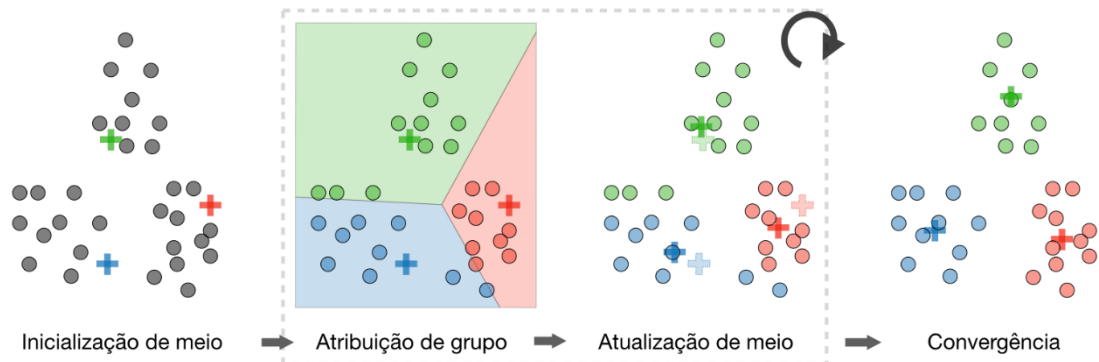 Inicialização de meio
Atribuição de grupo
Atualização de meio
Convergência